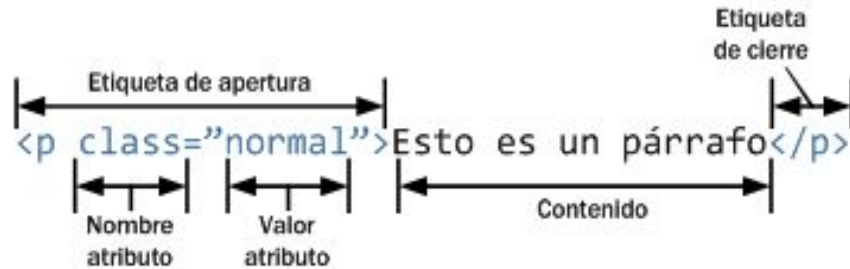 Etiqueta
de cierre
Etiqueta de apertura
<p class=”normal”>Esto es un párrafo</p>
Nombre
atributo
Valor
atributo
Contenido